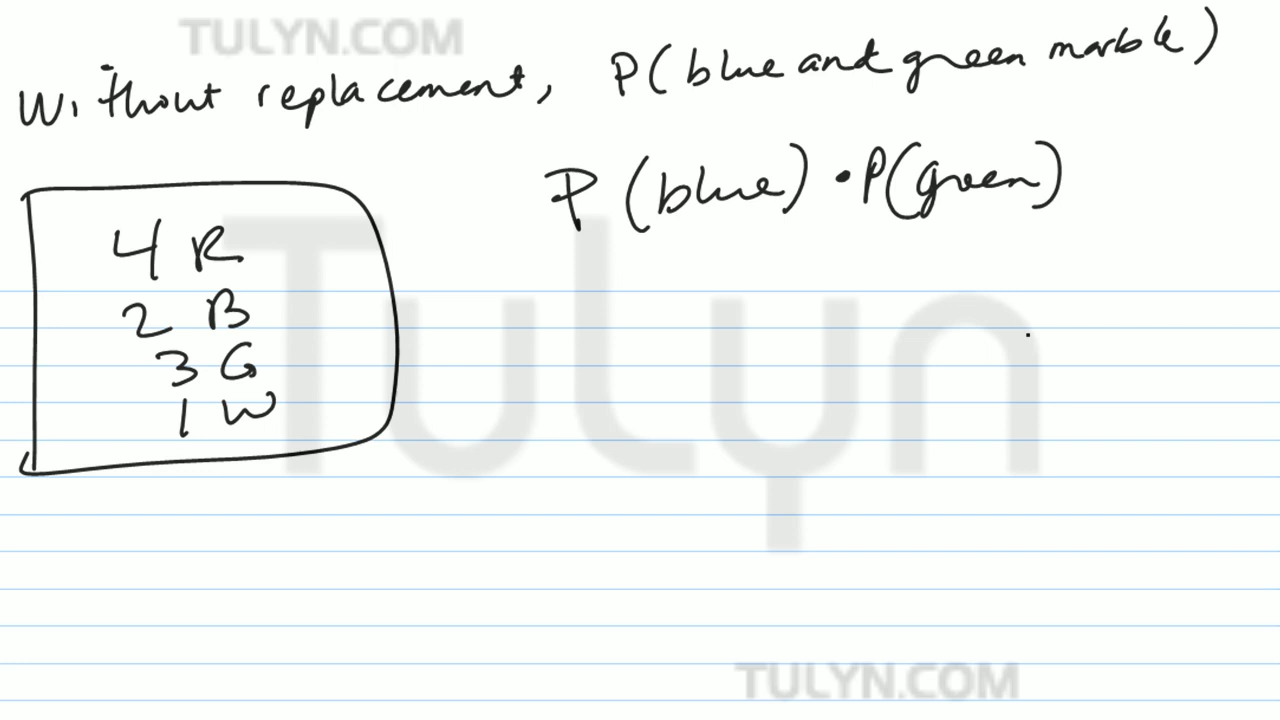 TULYN.COM
Without replacement, P(blue and green marble)
P(blue) • P(green)
4 R
2 B
3 G
1 W
Tulyn
TULYN.COM